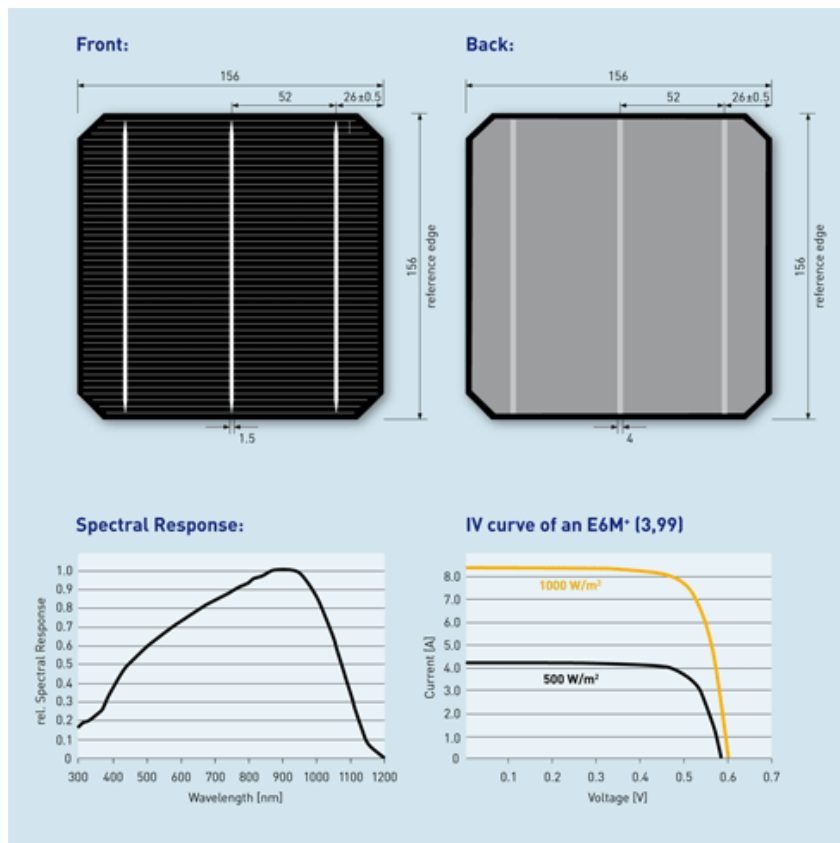 Front:
Back:
156
52
26±0.5
156
52
26±0.5
156
reference edge
156
reference edge
1.5
4
Spectral Response:
IV curve of an E6M⁺ (3,99)
1.0
0.9
0.8
0.7
0.6
0.5
0.4
0.3
0.2
0.1
0
rel. Spectral Response
300 400 500 600 700 800 900 1000 1100 1200
Wavelength [nm]
8.0
7.0
6.0
5.0
4.0
3.0
2.0
1.0
0
Current [A]
1000 W/m²
500 W/m²
0.1 0.2 0.3 0.4 0.5 0.6 0.7
Voltage [V]